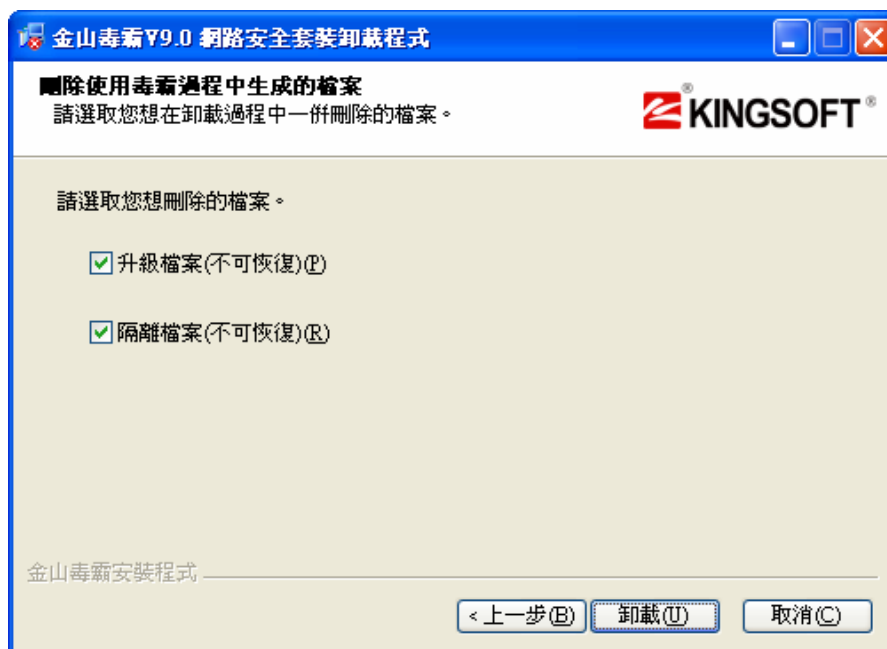 金山毒霸V9.0 網路安全套裝卸載程式
刪除使用毒霸過程中生成的檔案
請選取您想在卸載過程中一併刪除的檔案。
KINGSOFT®
請選取您想刪除的檔案。
升級檔案(不可恢復)(P)
隔離檔案(不可恢復)(R)
金山毒霸安裝程式
<上一步(B) 卸載(U) 取消(C)